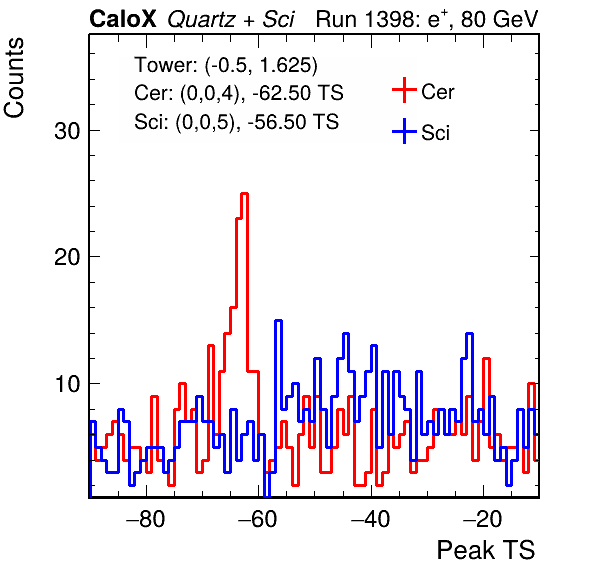 CaloX Quartz + Sci Run 1398: e⁺, 80 GeV
Counts
Tower: (-0.5, 1.625)
Cer: (0,0,4), -62.50 TS
Sci: (0,0,5), -56.50 TS
Cer
Sci
30
20
10
−80 −60 −40 −20
Peak TS